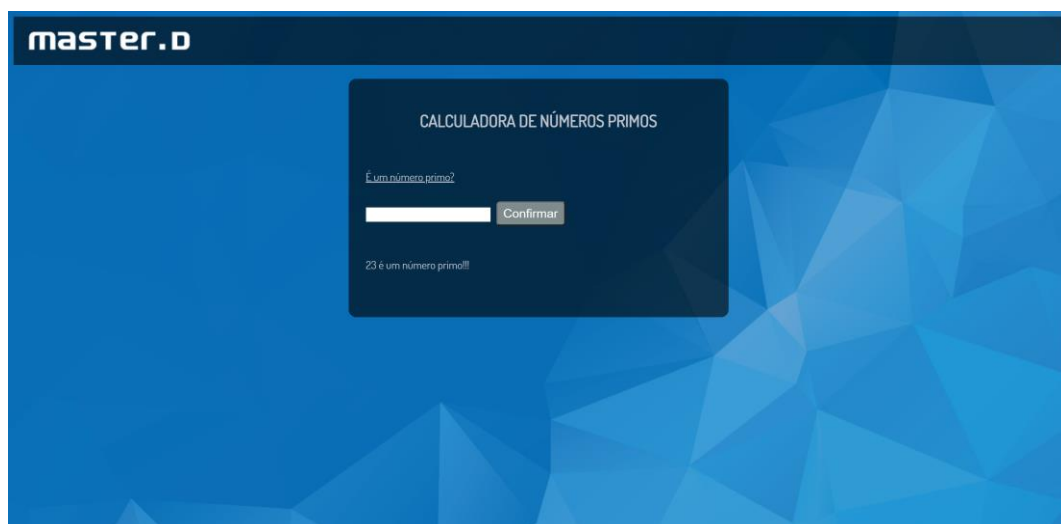 master.D
CALCULADORA DE NÚMEROS PRIMOS
É um número primo?
Confirmar
23 é um número primo!!!